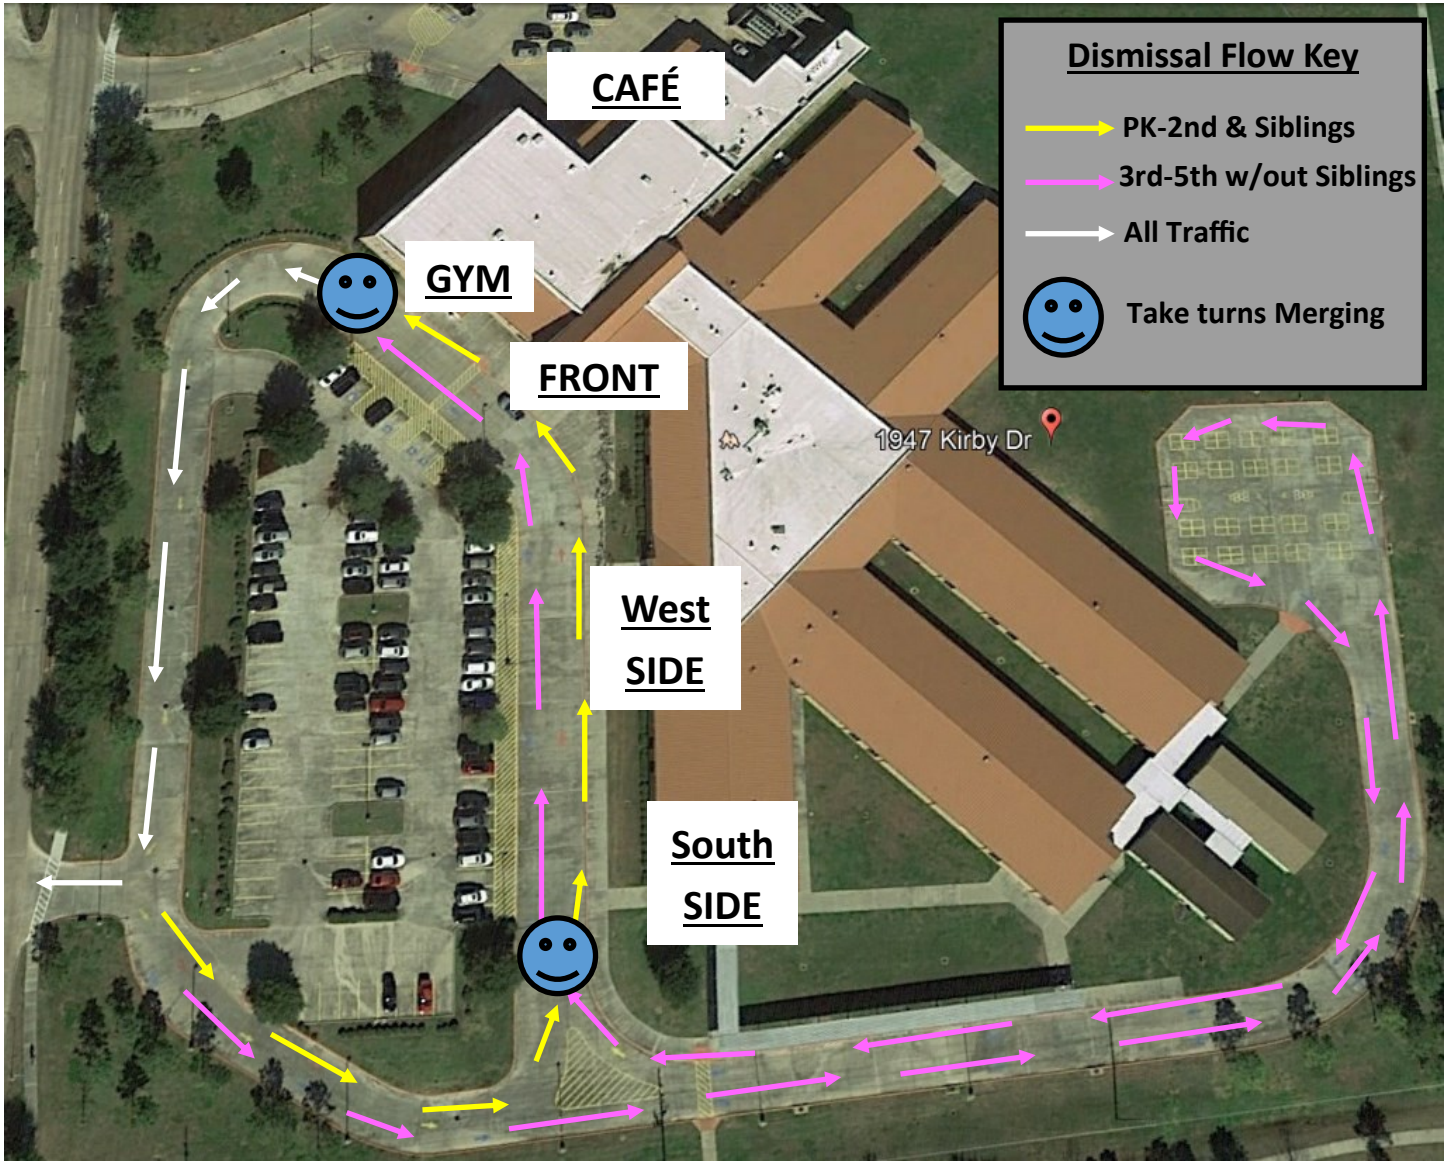 CAFÉ
Dismissal Flow Key
PK-2nd & Siblings
3rd-5th w/out Siblings
All Traffic
Take turns Merging
GYM
FRONT
1947 Kirby Dr
West
SIDE
South
SIDE